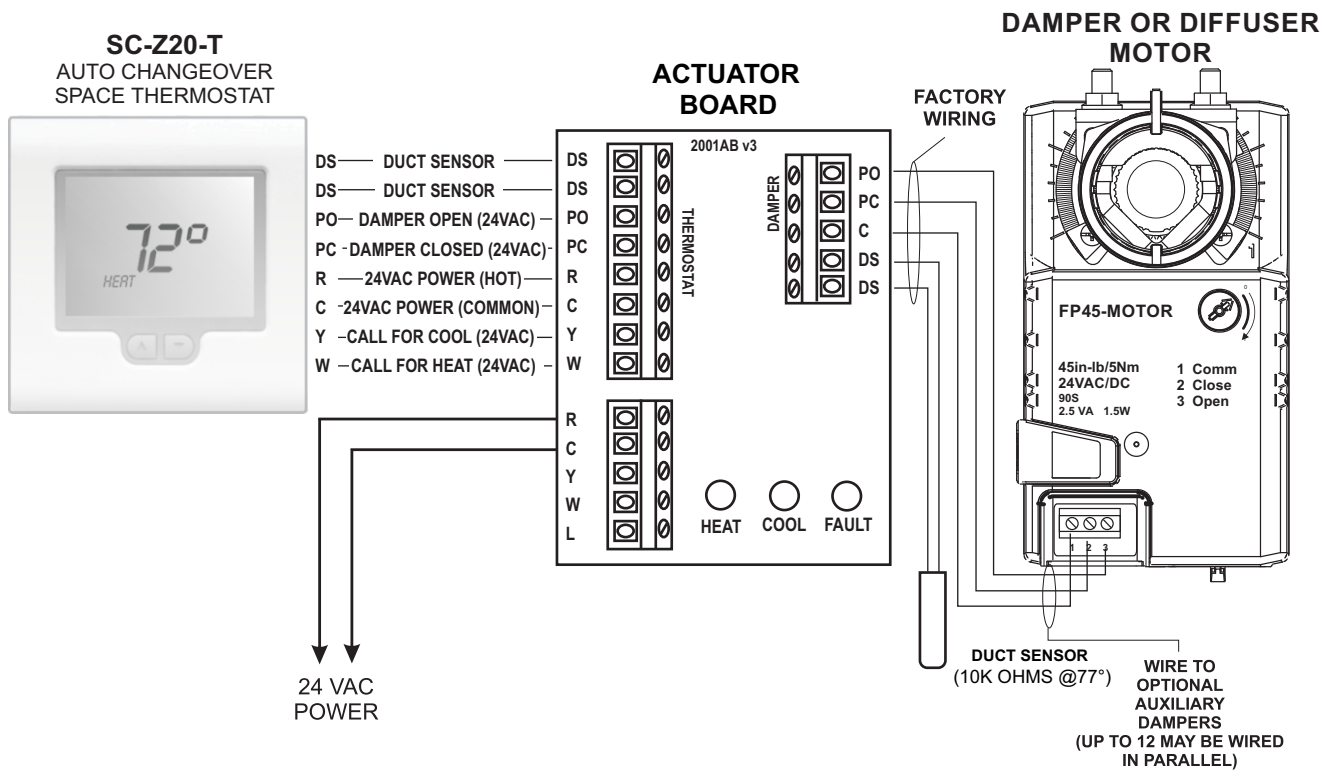 SC-Z20-T
AUTO CHANGEOVER
SPACE THERMOSTAT
72°
HEAT
DS DUCT SENSOR DS
DS DUCT SENSOR DS
PO DAMPER OPEN (24VAC) PO
PC DAMPER CLOSED (24VAC) PC
R 24VAC POWER (HOT) R
C 24VAC POWER (COMMON) C
Y CALL FOR COOL (24VAC) Y
W CALL FOR HEAT (24VAC) W
ACTUATOR
BOARD
2001AB v3
THERMOSTAT
DAMPER
PO
PC
C
DS
DS
R
C
Y
W
L
HEAT COOL FAULT
24 VAC
POWER
FACTORY
WIRING
DAMPER OR DIFFUSER
MOTOR
FP45-MOTOR
45in-lb/5Nm
24VAC/DC
90S
2.5 VA 1.5W
1 Comm
2 Close
3 Open
1 2 3
DUCT SENSOR
(10K OHMS @77°)
WIRE TO
OPTIONAL
AUXILIARY
DAMPERS
(UP TO 12 MAY BE WIRED
IN PARALLEL)